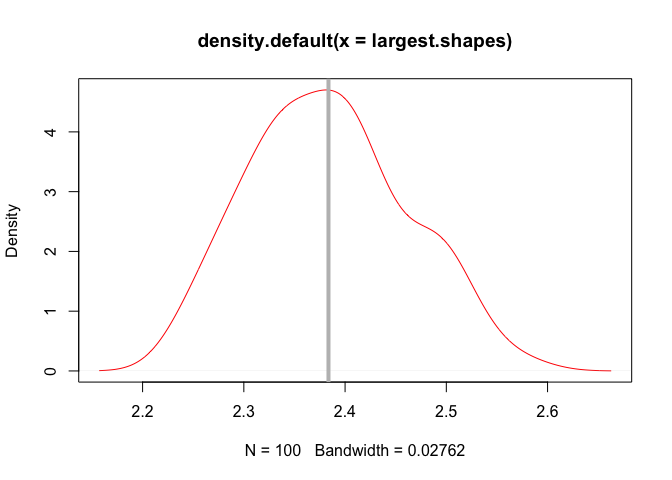 density.default(x = largest.shapes)
Density
4
3
2
1
0
2.2 2.3 2.4 2.5 2.6
N = 100 Bandwidth = 0.02762